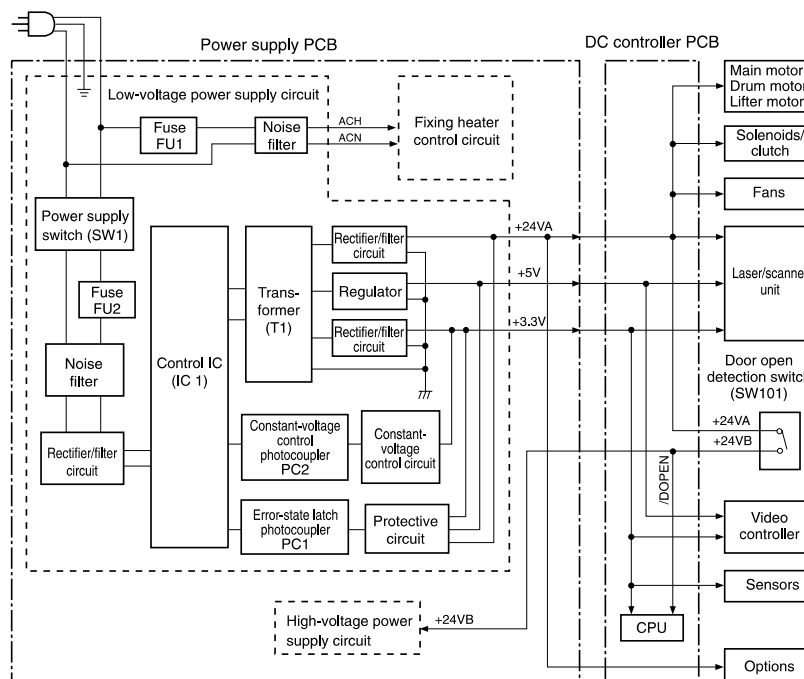 Power supply PCB
DC controller PCB
Low-voltage power supply circuit
Fuse
FU1
Noise
filter
ACH
ACN
Fixing heater
control circuit
Main motor
Drum motor
Lifter motor
Solenoids/
clutch
Fans
Power supply
switch (SW1)
Fuse
FU2
Noise
filter
Rectifier/filter
circuit
Control IC
(IC 1)
Trans-
former
(T1)
Rectifier/filter
circuit
Regulator
Rectifier/filter
circuit
+24VA
+5V
+3.3V
Laser/scanner
unit
Constant-voltage
control
photocoupler
PC2
Constant-
voltage
control circuit
Error-state latch
photocoupler
PC1
Protective
circuit
Door open
detection switch
(SW101)
+24VA
+24VB
/DOPEN
Video
controller
Sensors
High-voltage power
supply circuit
+24VB
CPU
Options